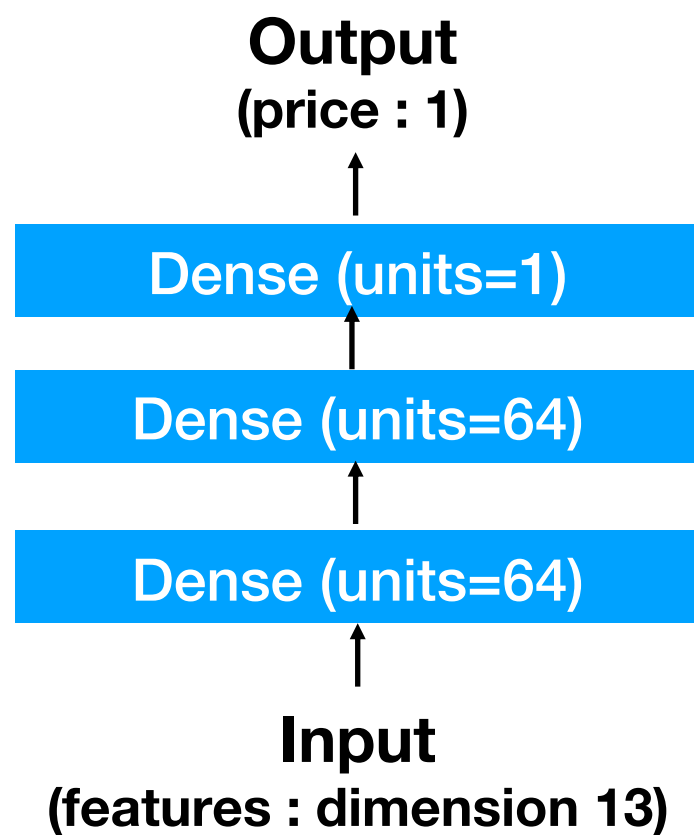 Output
(price : 1)
Dense (units=1)
Dense (units=64)
Dense (units=64)
Input
(features : dimension 13)